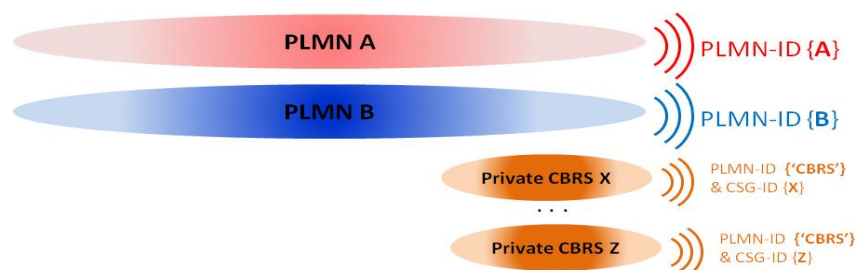 PLMN A
PLMN-ID {A}
PLMN B
PLMN-ID {B}
Private CBRS X
PLMN-ID {‘CBRS’}
& CSG-ID {X}
. . .
Private CBRS Z
PLMN-ID {‘CBRS’}
& CSG-ID {Z}